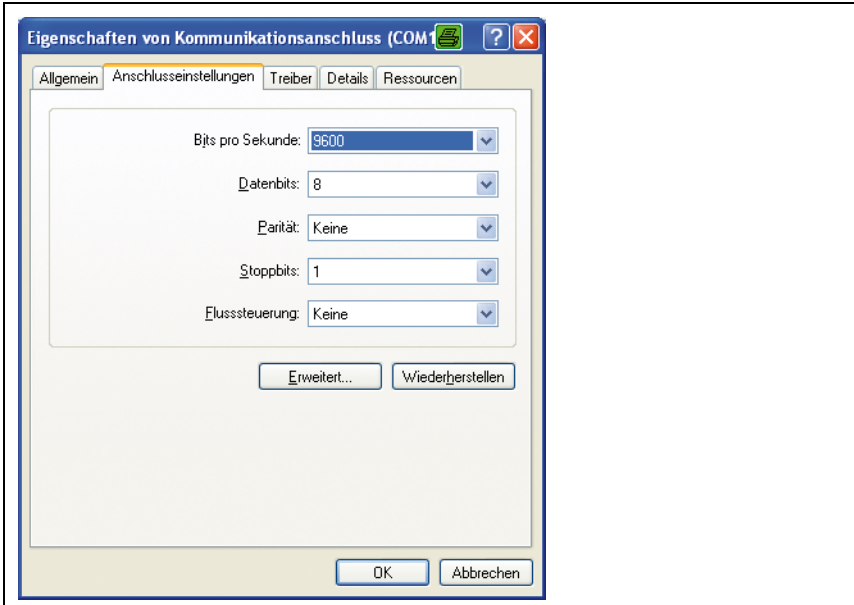 Eigenschaften von Kommunikationsanschluss (COM1
Allgemein Anschlusseinstellungen Treiber Details Ressourcen
Bits pro Sekunde: 9600
Datenbits: 8
Parität: Keine
Stoppbits: 1
Flusssteuerung: Keine
Erweitert... Wiederherstellen
OK Abbrechen